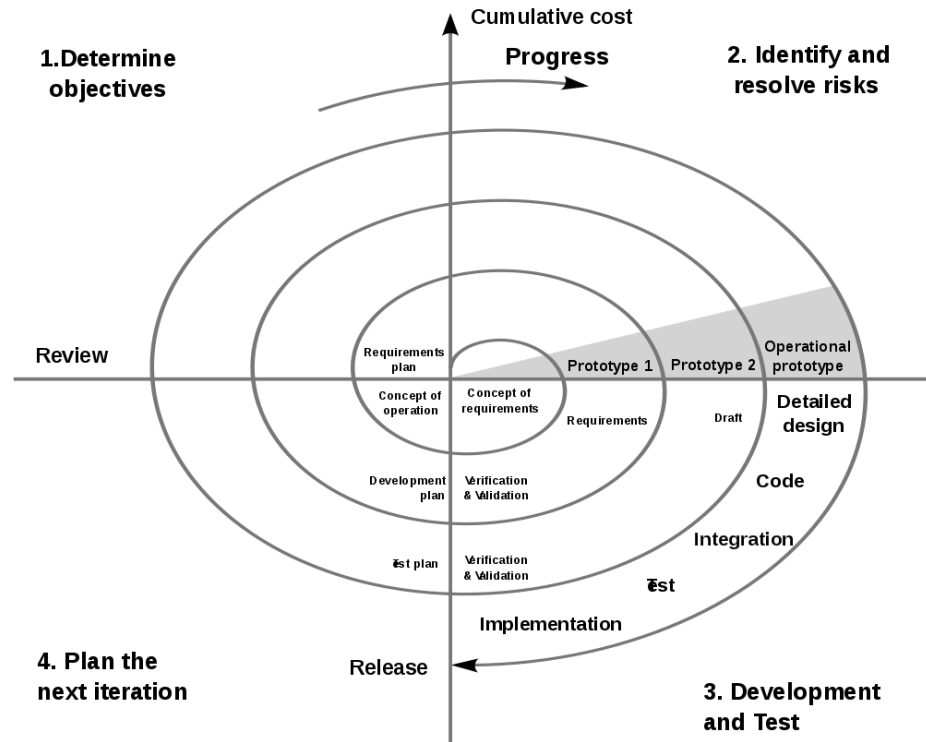 Cumulative cost
1.Determine
objectives
Progress
2. Identify and
resolve risks
Review
Requirements
plan
Prototype 1
Prototype 2
Operational
prototype
Concept of
operation
Concept of
requirements
Requirements
Draft
Detailed
design
Development
plan
Verification
& Validation
Code
Integration
Test plan
Verification
& Validation
Test
Implementation
Release
4. Plan the
next iteration
3. Development
and Test